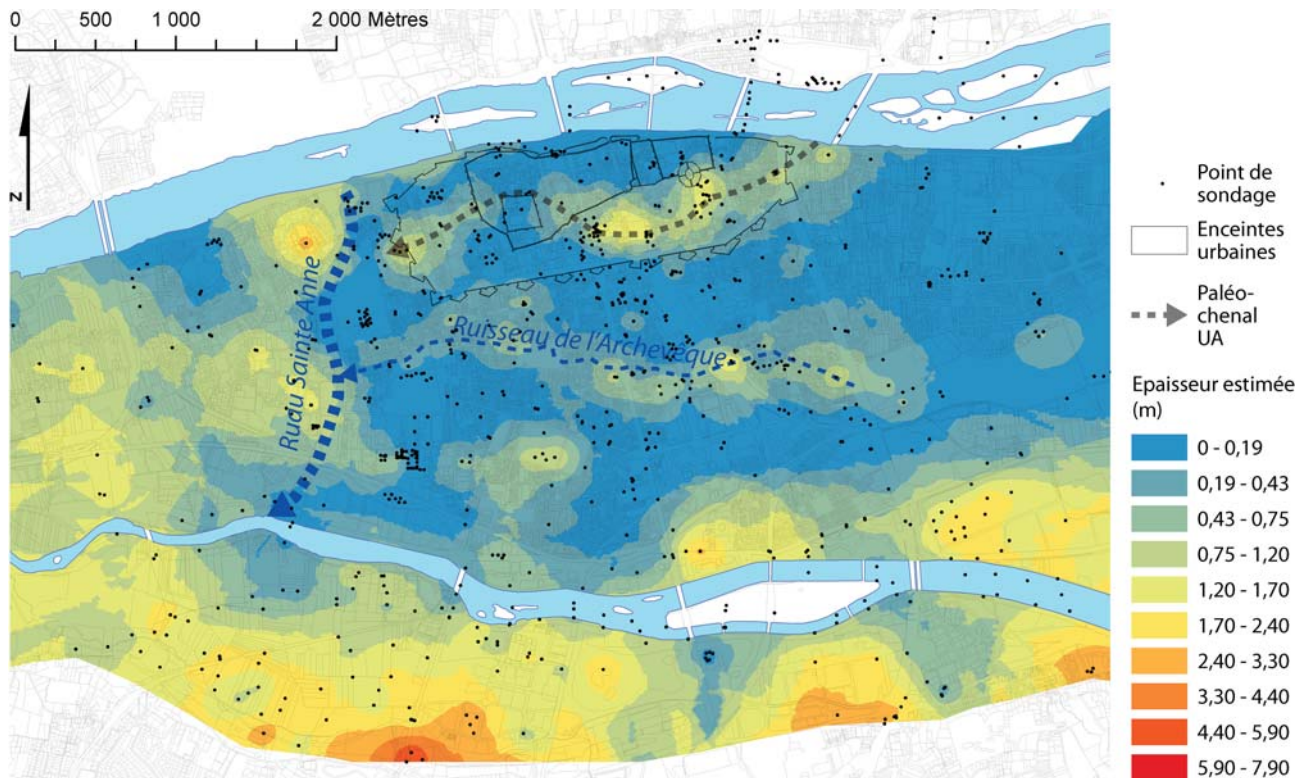 0 500 1 000 2 000 Mètres
N
Ruau Sainte Anne
Ruisseau de l'Archevêque
Point de
sondage
Enceintes
urbaines
Paléo-
chenal
UA
Epaisseur estimée
(m)
0 - 0,19
0,19 - 0,43
0,43 - 0,75
0,75 - 1,20
1,20 - 1,70
1,70 - 2,40
2,40 - 3,30
3,30 - 4,40
4,40 - 5,90
5,90 - 7,90